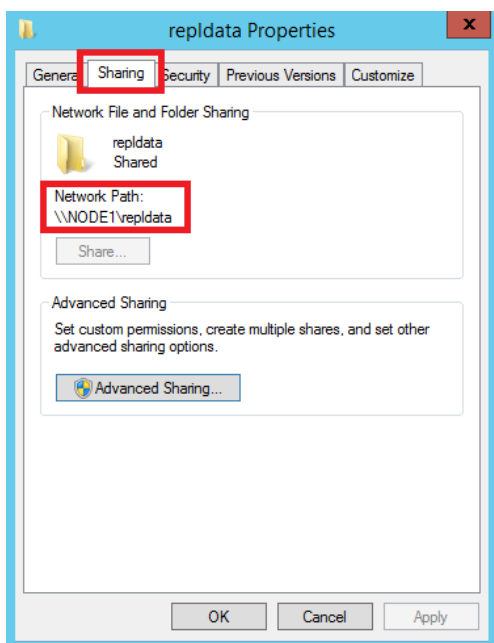 repldata Properties
x
General
Sharing
Security
Previous Versions
Customize
Network File and Folder Sharing
repldata
Shared
Network Path:
\\NODE1\repldata
Share...
Advanced Sharing
Set custom permissions, create multiple shares, and set other
advanced sharing options.
Advanced Sharing...
OK
Cancel
Apply